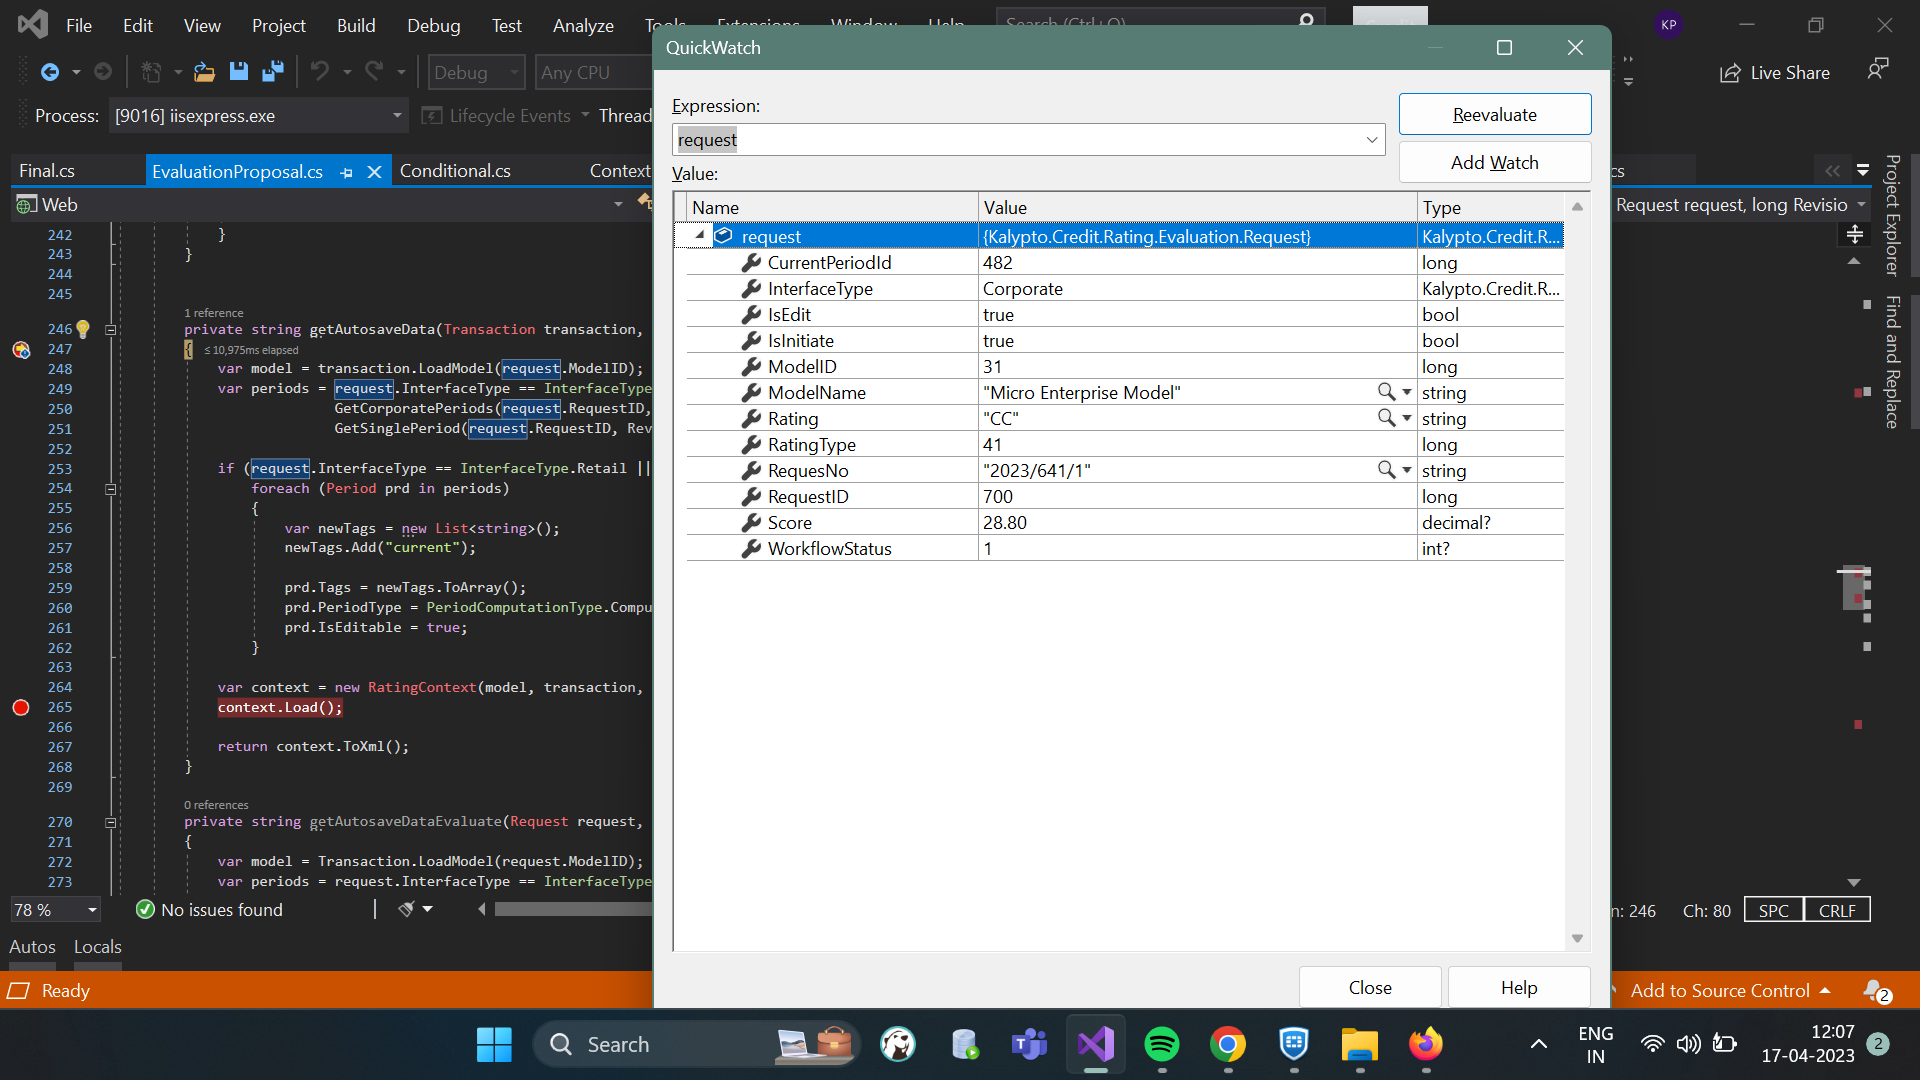 File Edit View Project Build Debug Test Analyze Tools Extensions Window Help
Search (Ctrl+Q)
KP
Debug Any CPU
Live Share
Process: [9016] iisexpress.exe Lifecycle Events Thread
Final.cs EvaluationProposal.cs Conditional.cs Context
cs
Web
Request request, long Revisio
242 }
243 }
244
245
1 reference
246 private string getAutosaveData(Transaction transaction,
247 { ≤ 10,975ms elapsed
248 var model = transaction.LoadModel(request.ModelID);
249 var periods = request.InterfaceType == InterfaceType
250 GetCorporatePeriods(request.RequestID,
251 GetSinglePeriod(request.RequestID, Rev
252
253 if (request.InterfaceType == InterfaceType.Retail ||
254 foreach (Period prd in periods)
255 {
256 var newTags = new List<string>();
257 newTags.Add("current");
258
259 prd.Tags = newTags.ToArray();
260 prd.PeriodType = PeriodComputationType.Compu
261 prd.IsEditable = true;
262 }
263
264 var context = new RatingContext(model, transaction,
265 context.Load();
266
267 return context.ToXml();
268 }
269
0 references
270 private string getAutosaveDataEvaluate(Request request,
271 {
272 var model = Transaction.LoadModel(request.ModelID);
273 var periods = request.InterfaceType == InterfaceType
78 % No issues found
n: 246 Ch: 80 SPC CRLF
Autos Locals
Ready
Add to Source Control 2
Project Explorer
Find and Replace
QuickWatch
Expression:
request
Reevaluate
Add Watch
Value:
Name Value Type
request {Kalypto.Credit.Rating.Evaluation.Request} Kalypto.Credit.R...
CurrentPeriodId 482 long
InterfaceType Corporate Kalypto.Credit.R...
IsEdit true bool
IsInitiate true bool
ModelID 31 long
ModelName "Micro Enterprise Model" string
Rating "CC" string
RatingType 41 long
RequesNo "2023/641/1" string
RequestID 700 long
Score 28.80 decimal?
WorkflowStatus 1 int?
Close Help
Search
ENG
IN
12:07
17-04-2023
2